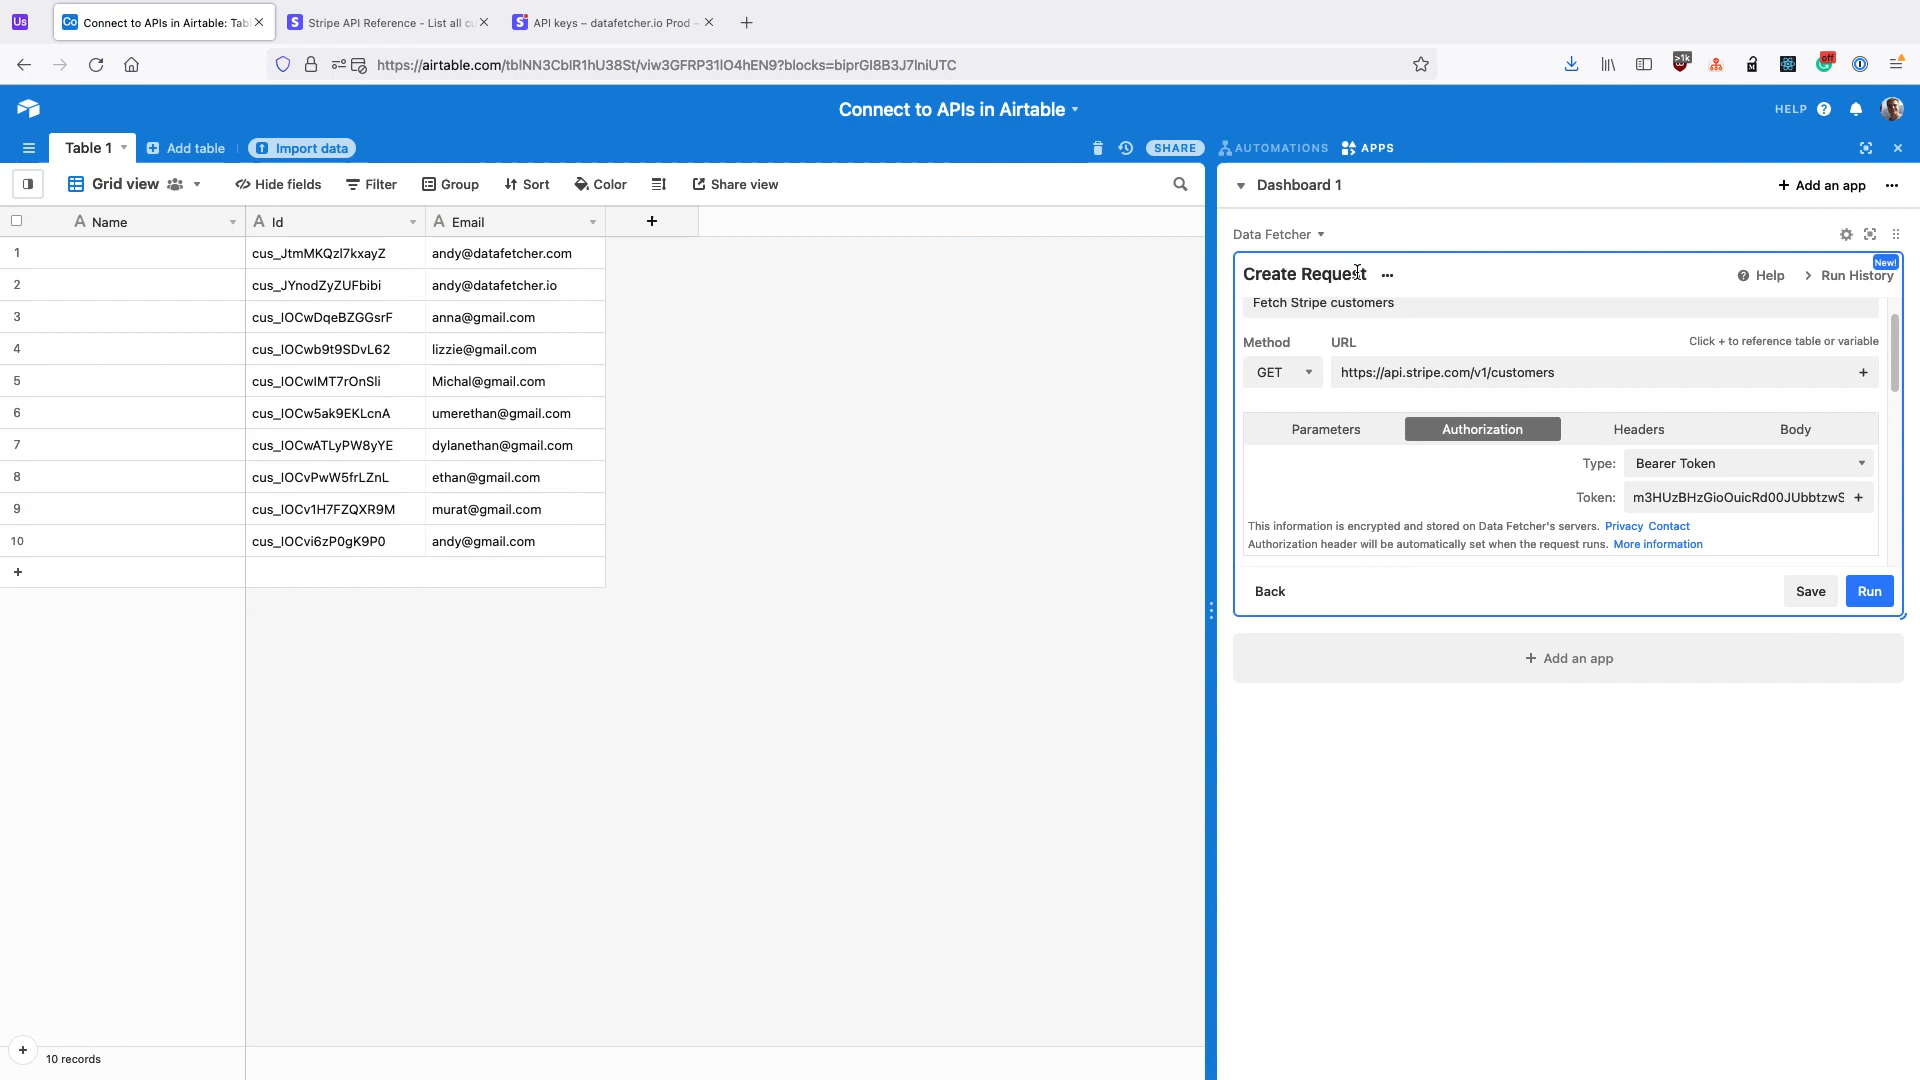 Us
Co Connect to APIs in Airtable: Tab
Stripe API Reference - List all cu
API keys – datafetcher.io Prod -
https://airtable.com/tblNN3CblR1hU38St/viw3GFRP31lO4hEN9?blocks=biprGl8B3J7lniUTC
>1k
off
Connect to APIs in Airtable
HELP
Table 1
Add table
Import data
SHARE
AUTOMATIONS
APPS
Grid view
Hide fields
Filter
Group
Sort
Color
Share view
Dashboard 1
Add an app
A Name
A Id
A Email
1 cus_JtmMKQzl7kxayZ andy@datafetcher.com
2 cus_JYnodZyZUFbibi andy@datafetcher.io
3 cus_IOCwDqeBZGGsrF anna@gmail.com
4 cus_IOCwb9t9SDvL62 lizzie@gmail.com
5 cus_IOCwIMT7rOnSli Michal@gmail.com
6 cus_IOCw5ak9EKLcnA umerethan@gmail.com
7 cus_IOCwATLyPW8yYE dylanethan@gmail.com
8 cus_IOCvPwW5frLZnL ethan@gmail.com
9 cus_IOCv1H7FZQXR9M murat@gmail.com
10 cus_IOCvi6zP0gK9P0 andy@gmail.com
10 records
Data Fetcher
New!
Create Request
Help
Run History
Fetch Stripe customers
Method
URL
Click + to reference table or variable
GET
https://api.stripe.com/v1/customers
Parameters
Authorization
Headers
Body
Type:
Bearer Token
Token:
m3HUzBHzGioOuicRd00JUbbtzwS
This information is encrypted and stored on Data Fetcher's servers. Privacy Contact
Authorization header will be automatically set when the request runs. More information
Back
Save
Run
Add an app